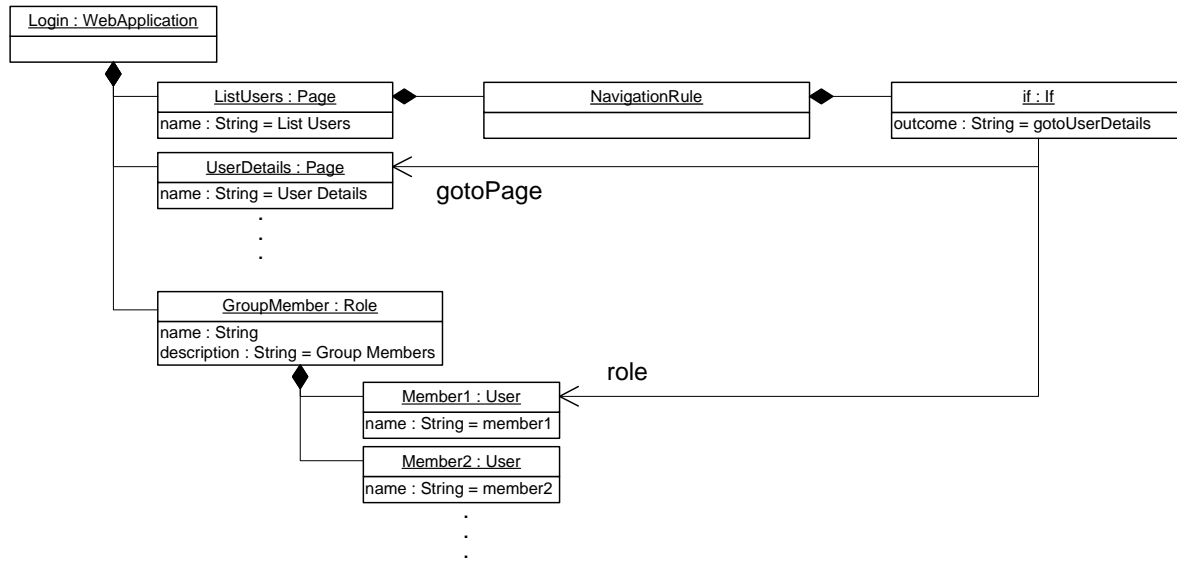 Login : WebApplication
ListUsers : Page
name : String = List Users
NavigationRule
if : If
outcome : String = gotoUserDetails
UserDetails : Page
name : String = User Details
gotoPage
GroupMember : Role
name : String
description : String = Group Members
role
Member1 : User
name : String = member1
Member2 : User
name : String = member2